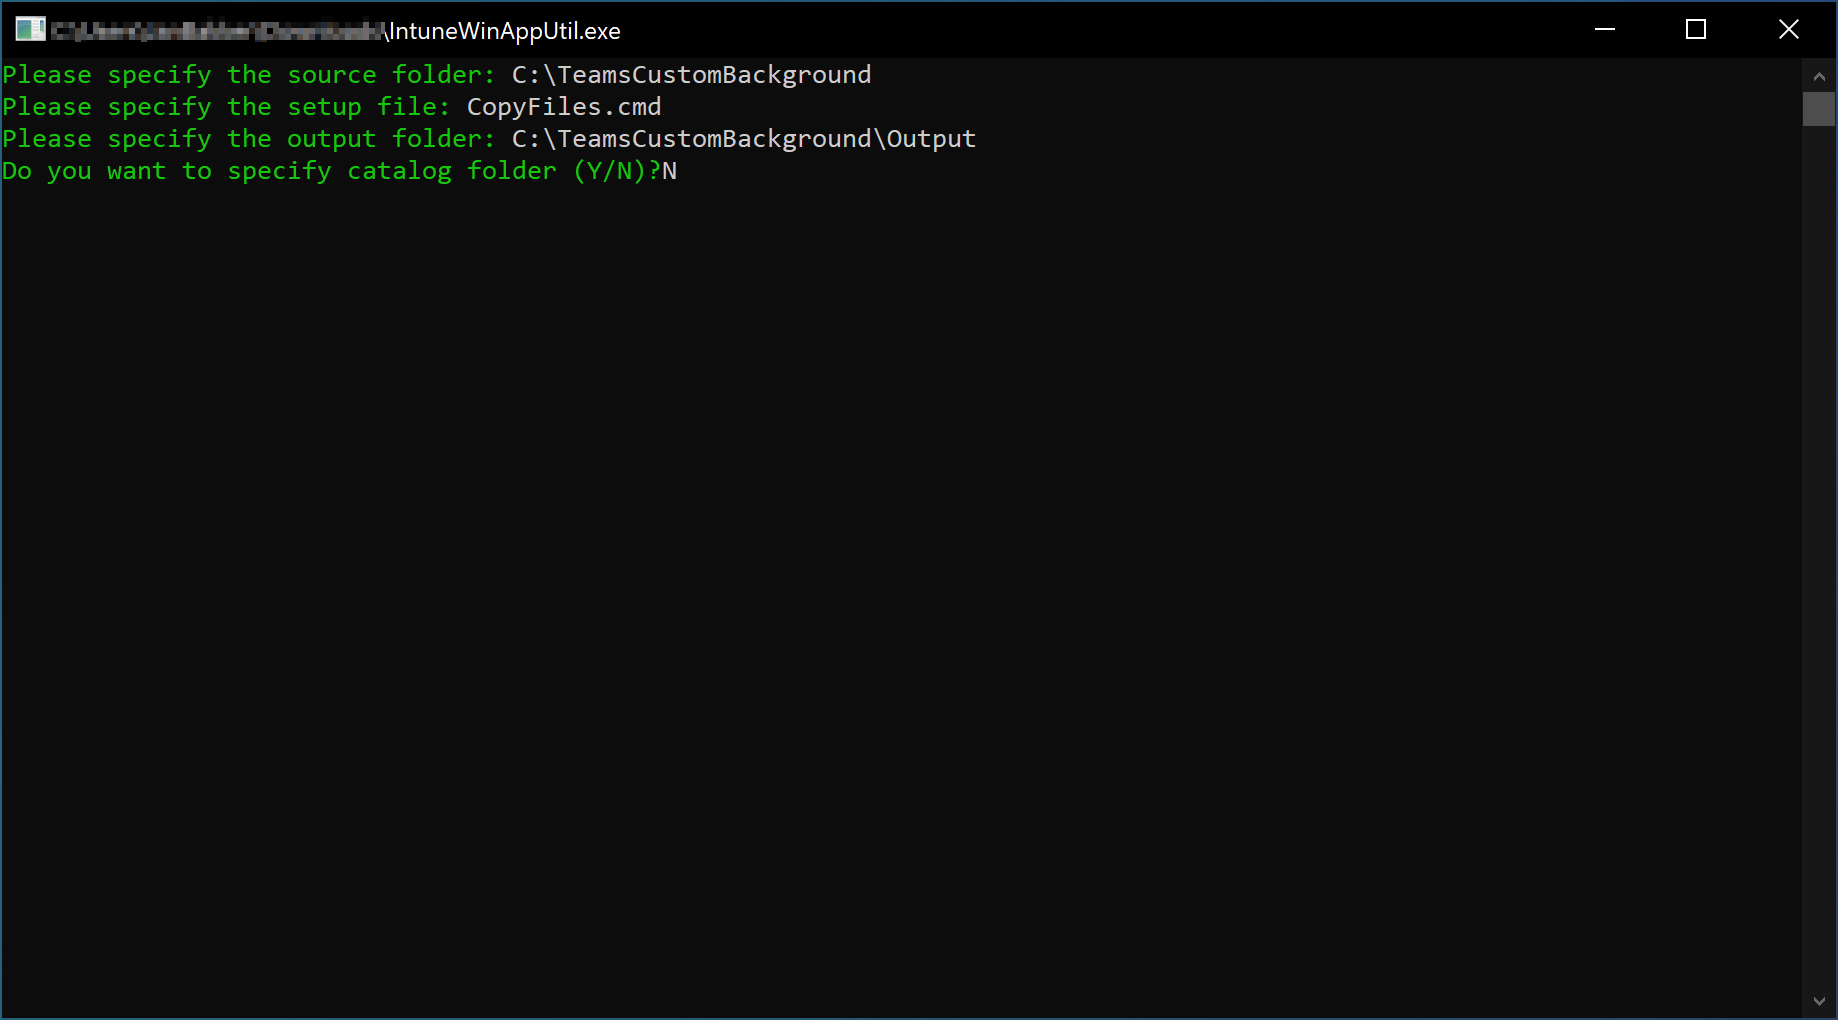 \IntuneWinAppUtil.exe
Please specify the source folder: C:\TeamsCustomBackground
Please specify the setup file: CopyFiles.cmd
Please specify the output folder: C:\TeamsCustomBackground\Output
Do you want to specify catalog folder (Y/N)?N